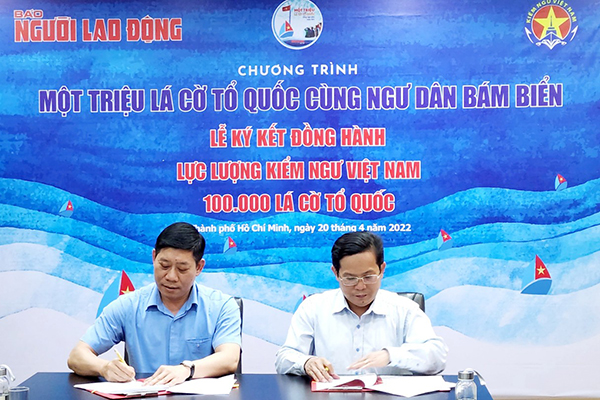 BÁO
NGƯỜI LAO ĐỘNG
MỘT TRIỆU
KIỂM NGƯ VIỆT NAM
CHƯƠNG TRÌNH
MỘT TRIỆU LÁ CỜ TỔ QUỐC CÙNG NGƯ DÂN BÁM BIỂN
LỄ KÝ KẾT ĐỒNG HÀNH
LỰC LƯỢNG KIỂM NGƯ VIỆT NAM
100.000 LÁ CỜ TỔ QUỐC
hành phố Hồ Chí Minh, ngày 20 tháng 4 năm 2022